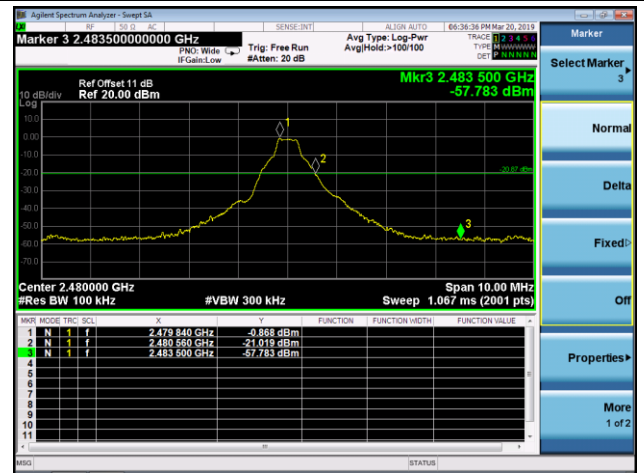 Agilent Spectrum Analyzer - Swept SA
RF 50 Ω AC SENSE:INT ALIGN AUTO 06:36:36 PM Mar 20, 2019
Marker 3 2.483500000000 GHz
PNO: Wide
IFGain:Low
Trig: Free Run
#Atten: 20 dB
Avg Type: Log-Pwr
Avg|Hold:>100/100
TRACE 1 2 3 4 5 6
TYPE M WWWWW
DET P NNNNN
Marker
Select Marker
3
Normal
Delta
Fixed
Off
Properties
More
1 of 2
Ref Offset 11 dB
10 dB/div Ref 20.00 dBm
Log
Mkr3 2.483 500 GHz
-57.783 dBm
10.0
0.00
-10.0
-20.0
-30.0
-40.0
-50.0
-60.0
-70.0
1
2
3
-20.87 dBm
Center 2.480000 GHz Span 10.00 MHz
#Res BW 100 kHz #VBW 300 kHz Sweep 1.067 ms (2001 pts)
MKR MODE TRC SCL X Y FUNCTION FUNCTION WIDTH FUNCTION VALUE
1 N 1 f 2.479 840 GHz -0.868 dBm
2 N 1 f 2.480 560 GHz -21.019 dBm
3 N 1 f 2.483 500 GHz -57.783 dBm
4
5
6
7
8
9
10
11
MSG STATUS